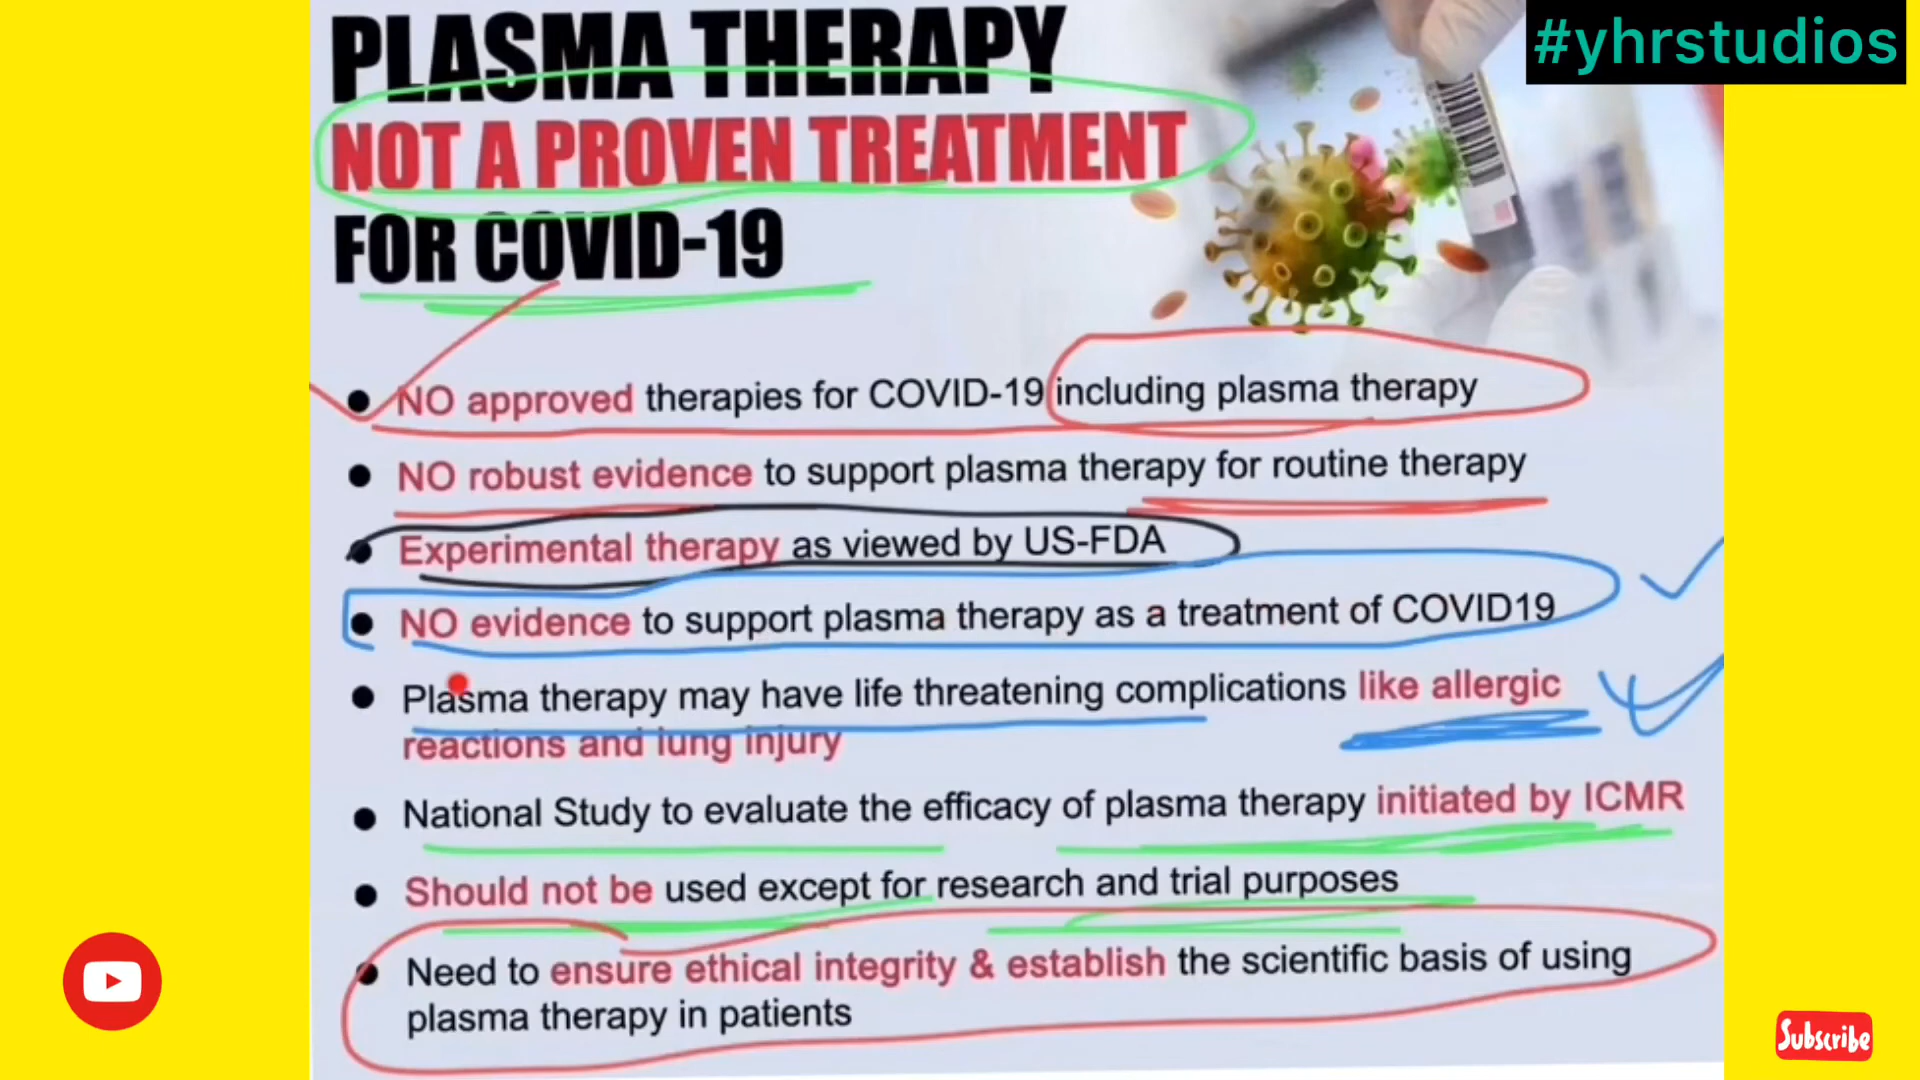 #yhrstudios
PLASMA THERAPY
NOT A PROVEN TREATMENT
FOR COVID-19
NO approved therapies for COVID-19 including plasma therapy
NO robust evidence to support plasma therapy for routine therapy
Experimental therapy as viewed by US-FDA
NO evidence to support plasma therapy as a treatment of COVID19
Plasma therapy may have life threatening complications like allergic
reactions and lung injury
National Study to evaluate the efficacy of plasma therapy initiated by ICMR
Should not be used except for research and trial purposes
Need to ensure ethical integrity & establish the scientific basis of using
plasma therapy in patients
Subscribe